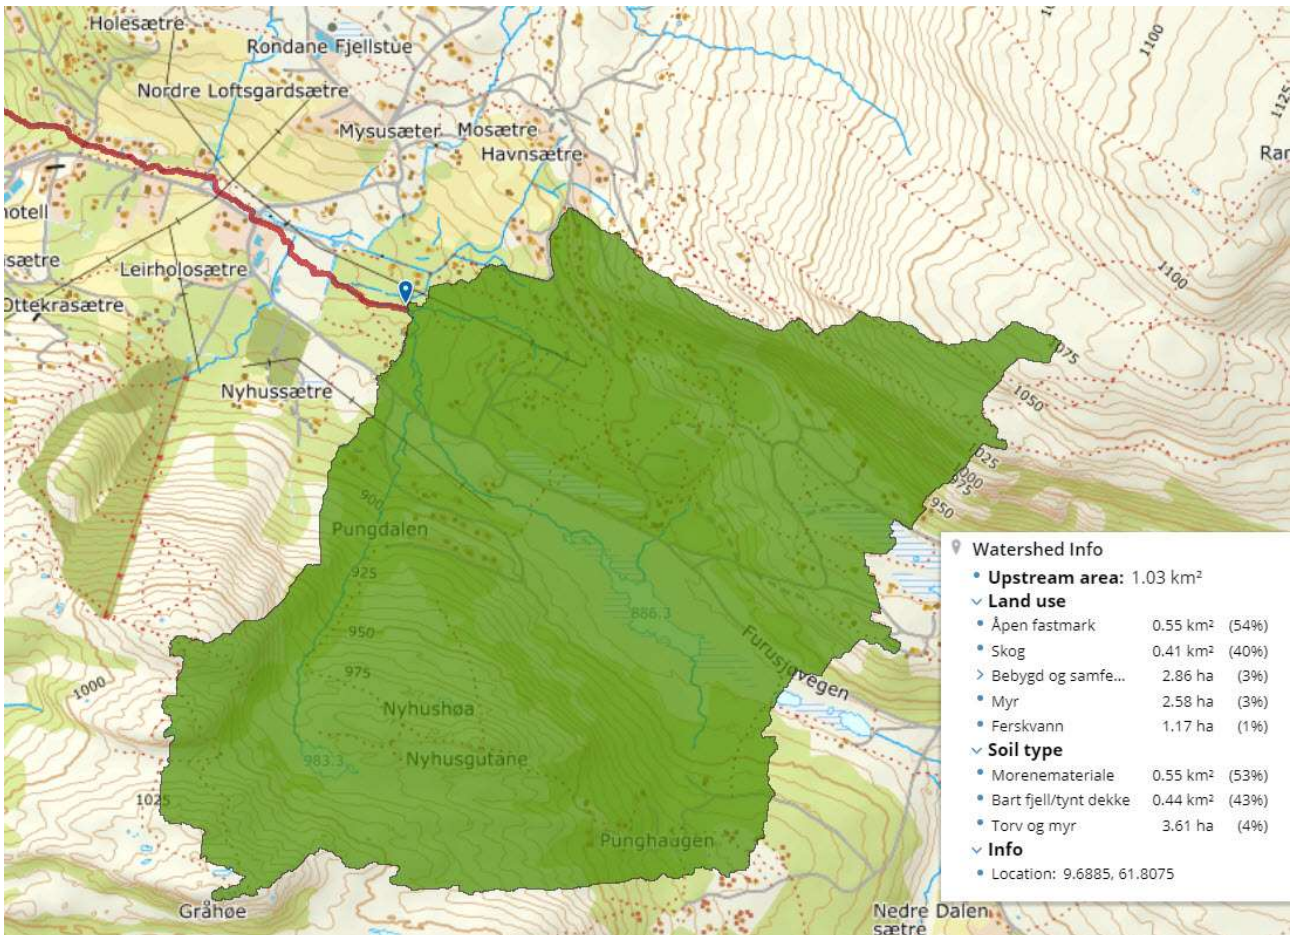 Holesætre
Rondane Fjellstue
Nordre Loftsgardsætre
Mysusæter
Mosætre
Havnsætre
1100
1125
Ran
hotell
isætre
Leirholosætre
Ottekrasætre
1100
Nyhussætre
1075
1050
1025
1000
975
950
900
Pungdalen
925
950
975
886.3
Furusjøvegen
1000
Nyhushøa
983.3
Nyhusgutane
1025
Punghaugen
Gråhøe
Nedre Dalen
sætre
Watershed Info
Upstream area: 1.03 km²
Land use
Åpen fastmark 0.55 km² (54%)
Skog 0.41 km² (40%)
Bebygd og samfe... 2.86 ha (3%)
Myr 2.58 ha (3%)
Ferskvann 1.17 ha (1%)
Soil type
Morenemateriale 0.55 km² (53%)
Bart fjell/tynt dekke 0.44 km² (43%)
Torv og myr 3.61 ha (4%)
Info
Location: 9.6885, 61.8075